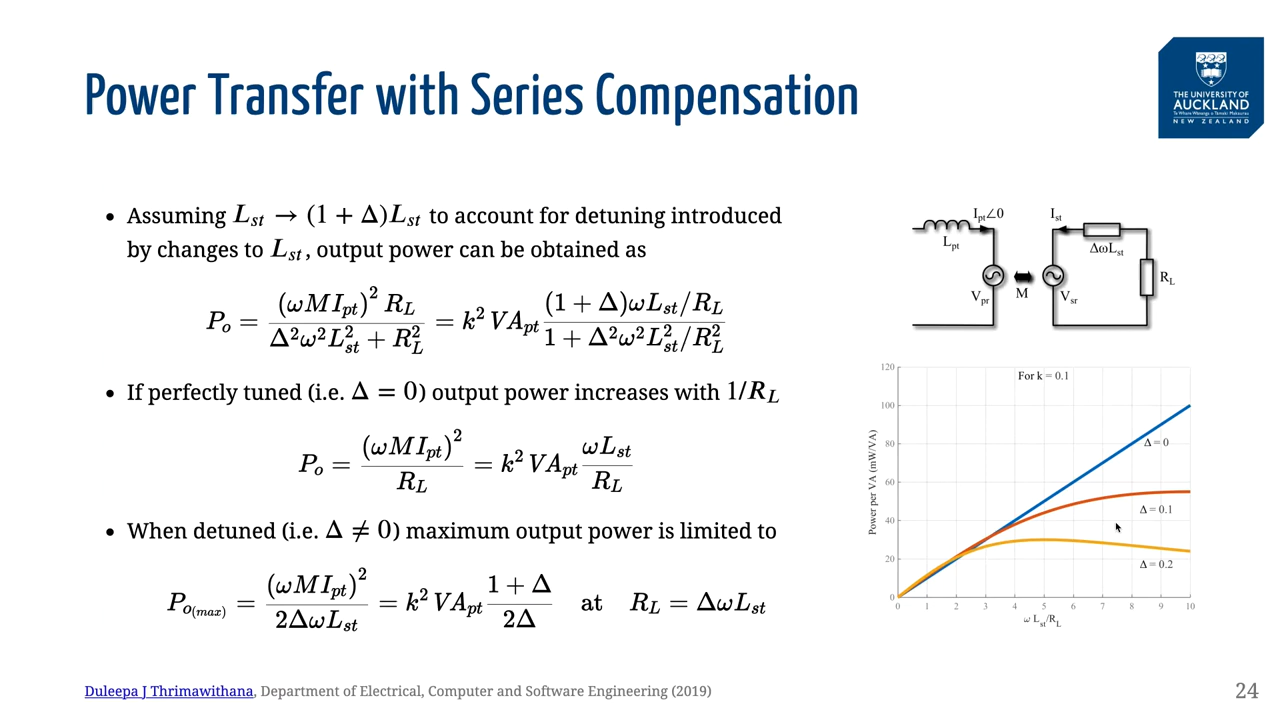 Power Transfer with Series Compensation
THE UNIVERSITY OF
AUCKLAND
Te Whare Wānanga o Tāmaki Makaurau
NEW ZEALAND
• Assuming L_st → (1 + Δ)L_st to account for detuning introduced
by changes to L_st, output power can be obtained as
P_o = (ωMI_pt)^2 R_L / (Δ^2ω^2L_st^2 + R_L^2) = k^2 VA_pt (1 + Δ)ωL_st/R_L / (1 + Δ^2ω^2L_st^2/R_L^2)
• If perfectly tuned (i.e. Δ = 0) output power increases with 1/R_L
P_o = (ωMI_pt)^2 / R_L = k^2 VA_pt ωL_st / R_L
• When detuned (i.e. Δ ≠ 0) maximum output power is limited to
P_o(max) = (ωMI_pt)^2 / 2ΔωL_st = k^2 VA_pt (1 + Δ) / 2Δ at R_L = ΔωL_st
I_pt∠0
I_st
L_pt
ΔωL_st
R_L
V_pr
M
V_sr
For k = 0.1
Power per VA (mW/VA)
120
100
80
60
40
20
0
Δ = 0
Δ = 0.1
Δ = 0.2
0 1 2 3 4 5 6 7 8 9 10
ω L_st/R_L
Duleepa J Thrimawithana, Department of Electrical, Computer and Software Engineering (2019)
24